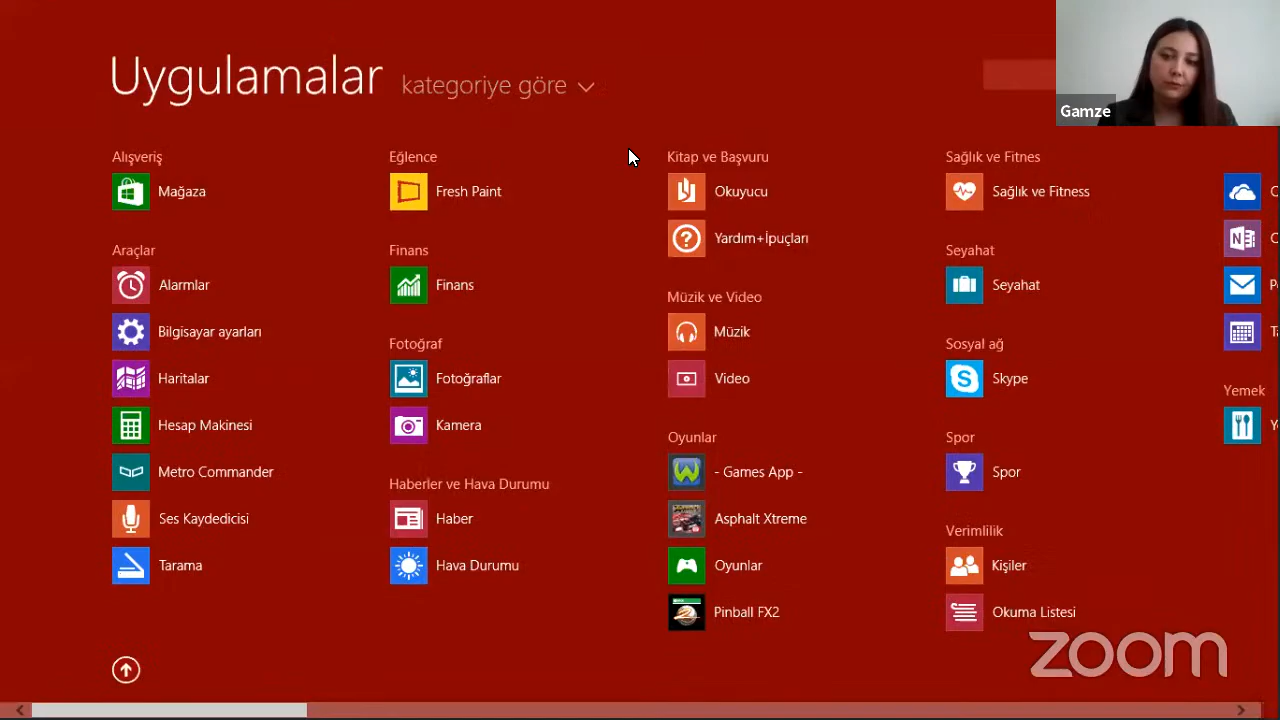 Uygulamalar kategoriye göre
Gamze
Alışveriş
Mağaza
Araçlar
Alarmlar
Bilgisayar ayarları
Haritalar
Hesap Makinesi
Metro Commander
Ses Kaydedicisi
Tarama
Eğlence
Fresh Paint
Finans
Finans
Fotoğraf
Fotoğraflar
Kamera
Haberler ve Hava Durumu
Haber
Hava Durumu
Kitap ve Başvuru
Okuyucu
Yardım+İpuçları
Müzik ve Video
Müzik
Video
Oyunlar
- Games App -
Asphalt Xtreme
Oyunlar
Pinball FX2
Sağlık ve Fitnes
Sağlık ve Fitness
Seyahat
Seyahat
Sosyal ağ
Skype
Spor
Spor
Verimlilik
Kişiler
Okuma Listesi
Yemek
zoom